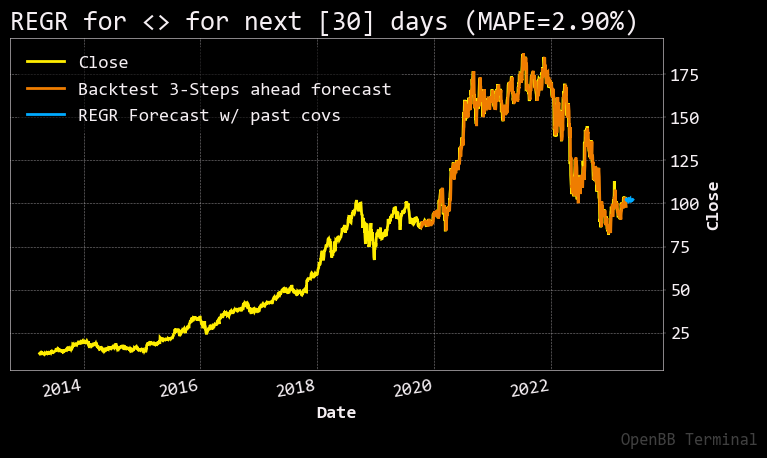 REGR for <> for next [30] days (MAPE=2.90%)
Close
Backtest 3-Steps ahead forecast
REGR Forecast w/ past covs
175
150
125
100
75
50
25
Close
2014
2016
2018
2020
2022
Date
OpenBB Terminal